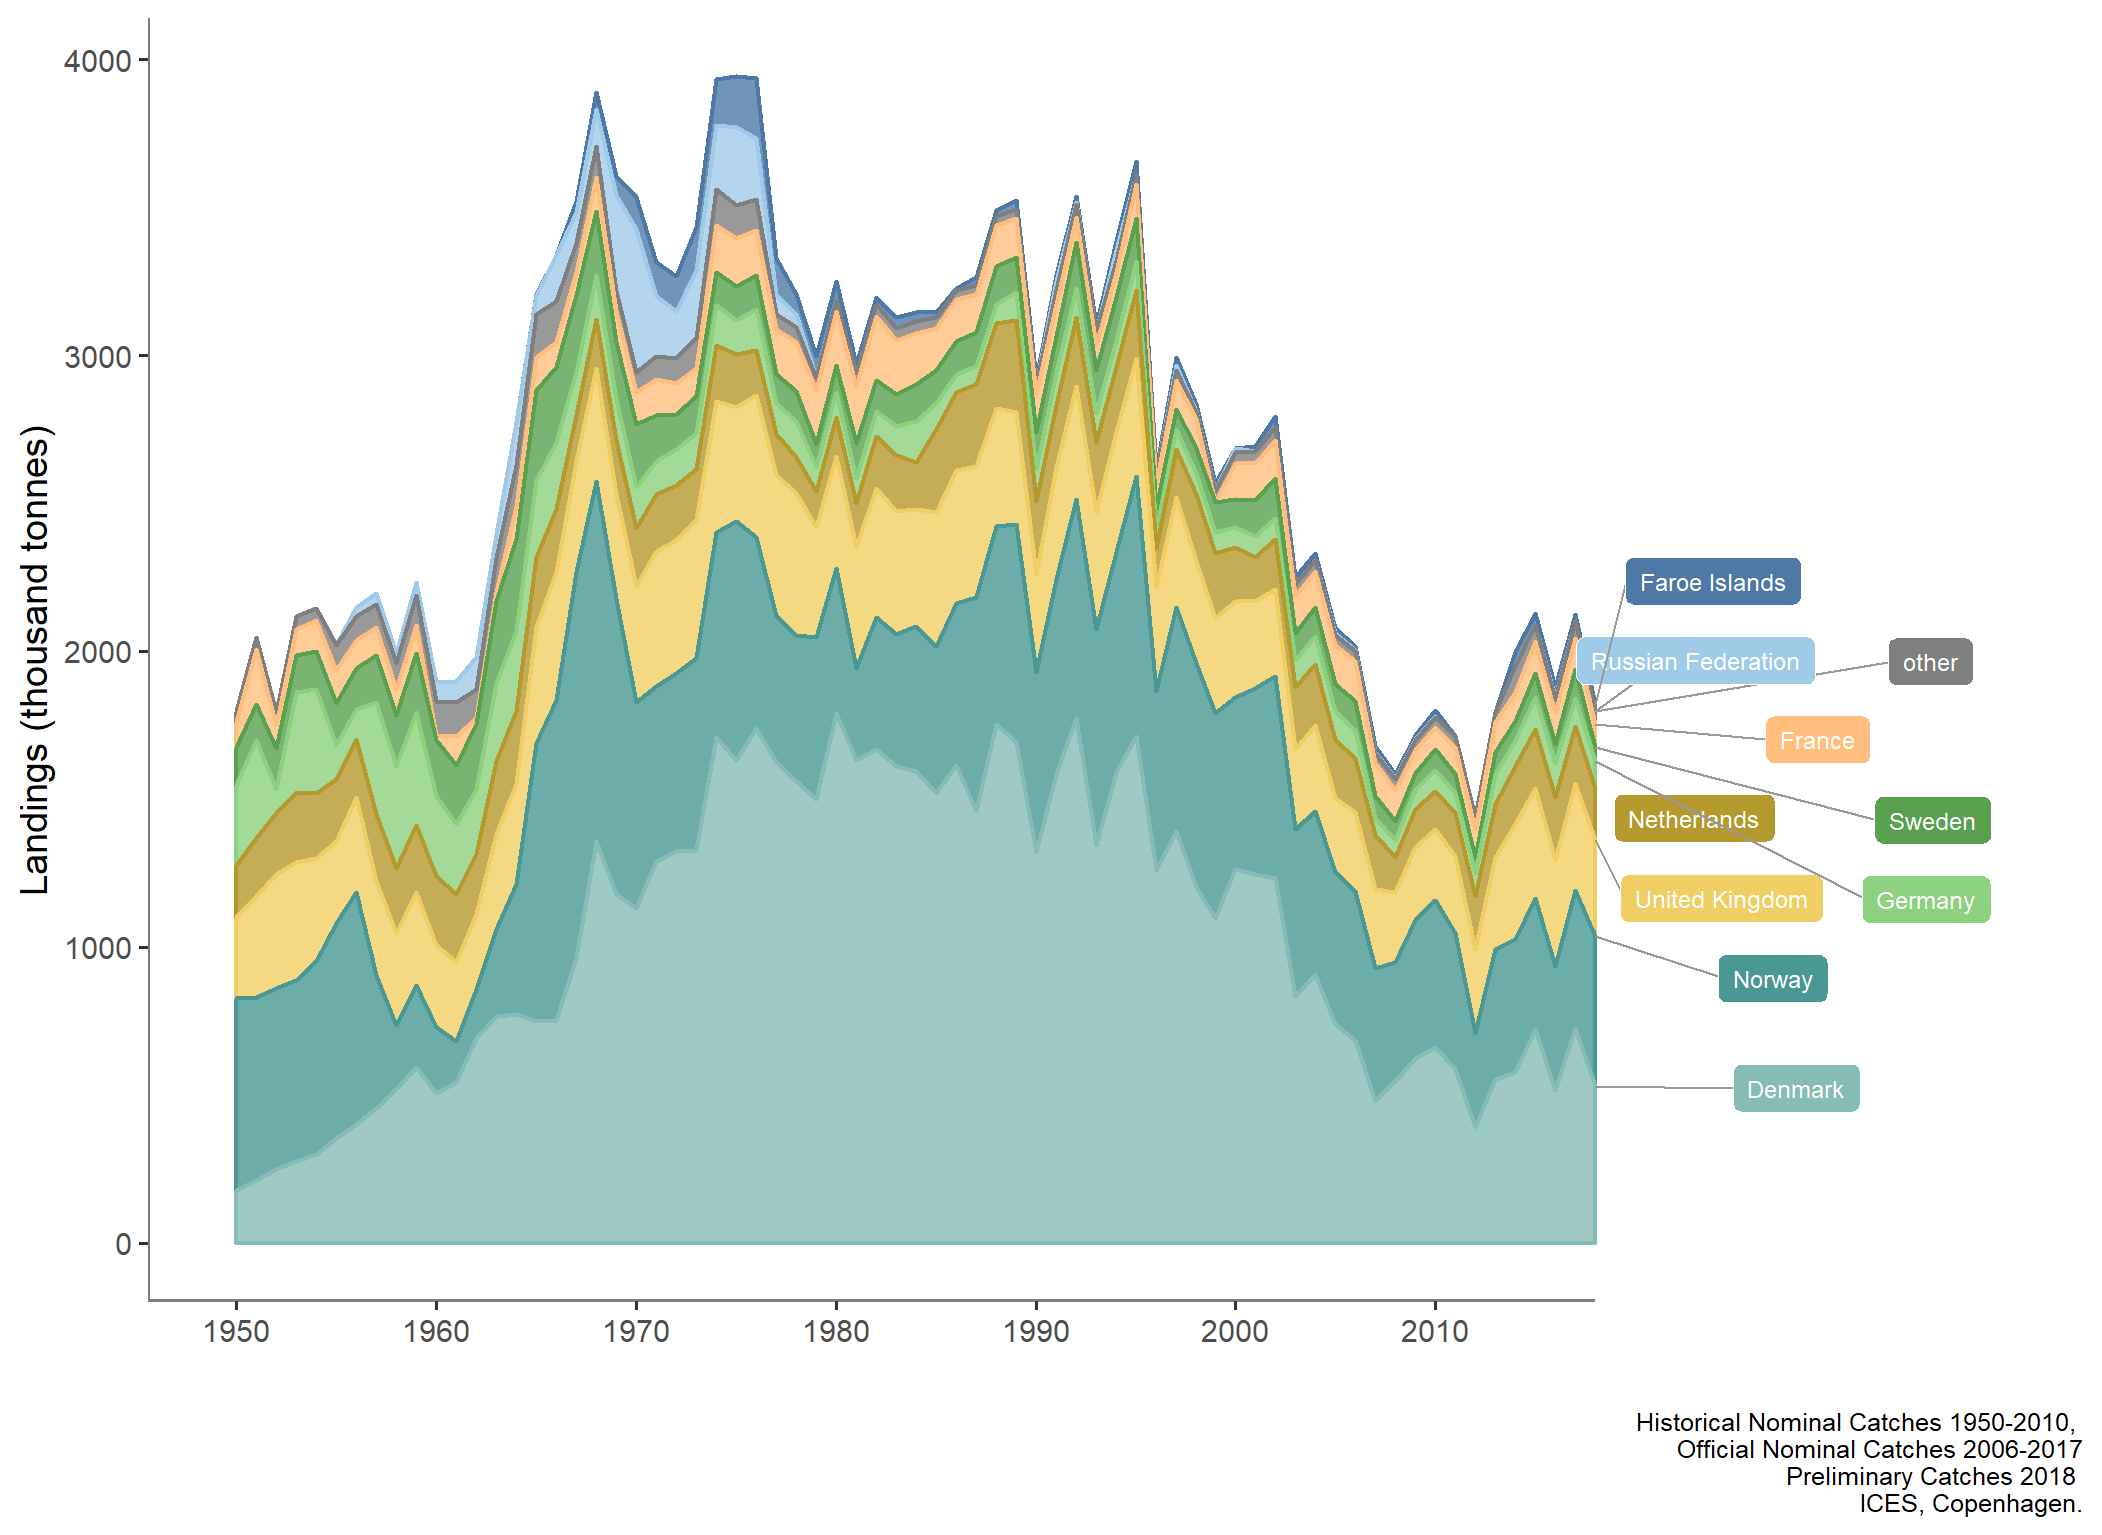 Landings (thousand tonnes)
4000
3000
2000
1000
0
1950
1960
1970
1980
1990
2000
2010
Faroe Islands
Russian Federation
other
France
Netherlands
Sweden
United Kingdom
Germany
Norway
Denmark
Historical Nominal Catches 1950-2010,
Official Nominal Catches 2006-2017
Preliminary Catches 2018
ICES, Copenhagen.